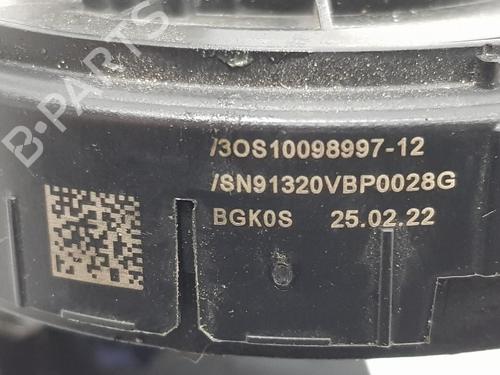 B-PARTS
/3OS10098997-12
/SN91320VBP0028G
BGK0S 25.02.22